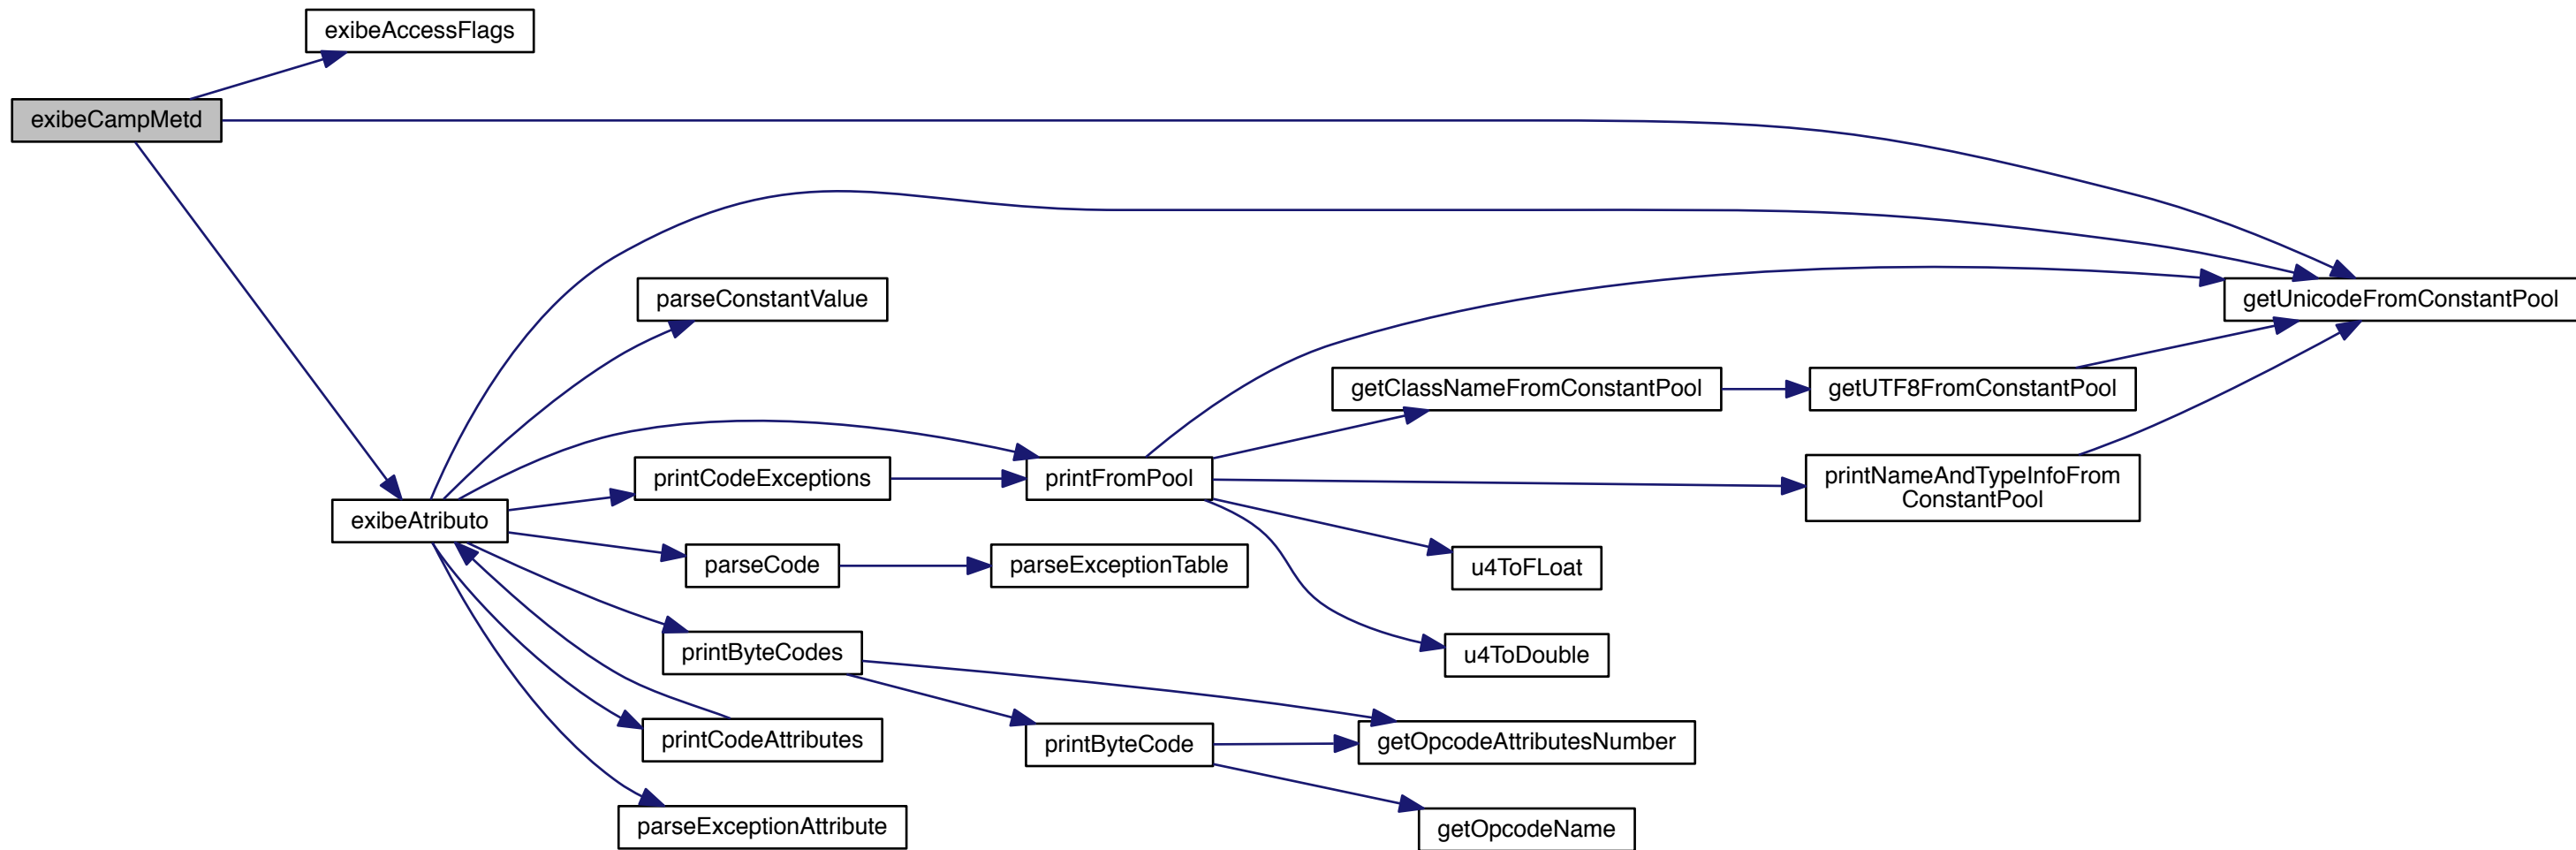 exibeAccessFlags
exibeCampMetd
parseConstantValue
getUnicodeFromConstantPool
getClassNameFromConstantPool
getUTF8FromConstantPool
printCodeExceptions
printFromPool
printNameAndTypeInfoFrom
ConstantPool
exibeAtributo
parseCode
parseExceptionTable
u4ToFLoat
printByteCodes
u4ToDouble
printCodeAttributes
printByteCode
getOpcodeAttributesNumber
parseExceptionAttribute
getOpcodeName